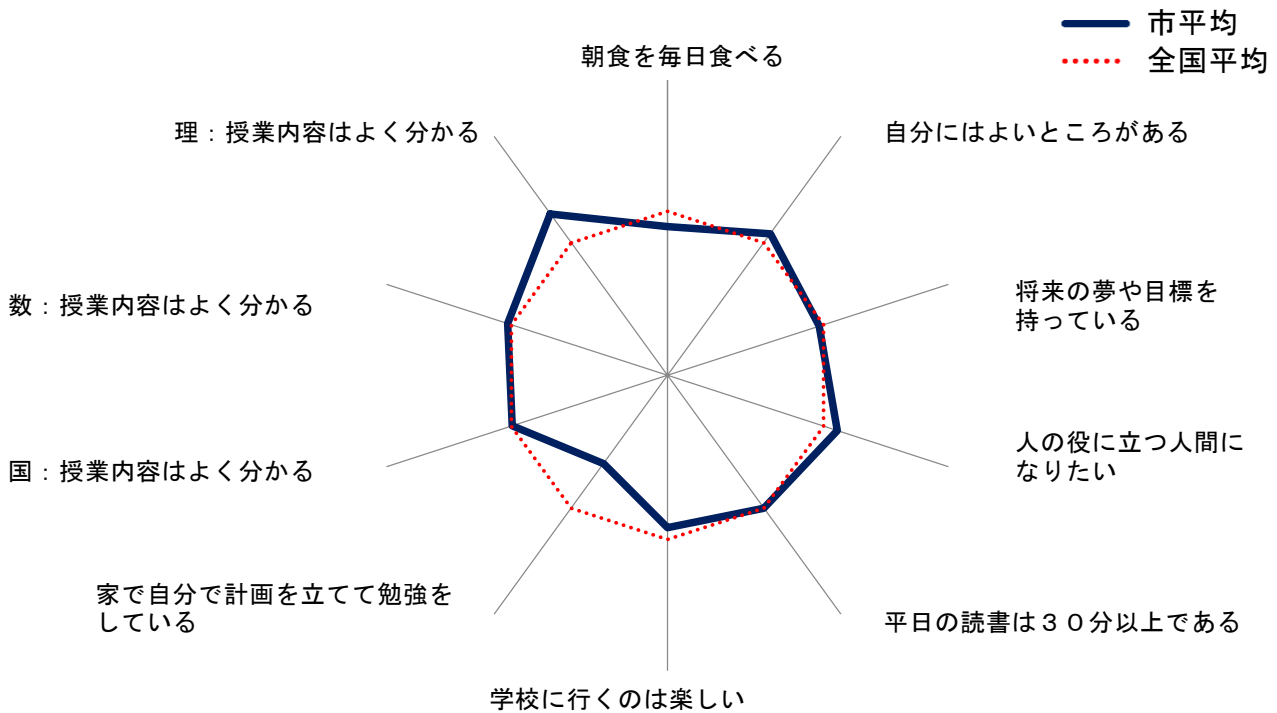 市平均
全国平均
朝食を毎日食べる
自分にはよいところがある
将来の夢や目標を
持っている
人の役に立つ人間に
なりたい
平日の読書は３０分以上である
学校に行くのは楽しい
家で自分で計画を立てて勉強を
している
国：授業内容はよく分かる
数：授業内容はよく分かる
理：授業内容はよく分かる